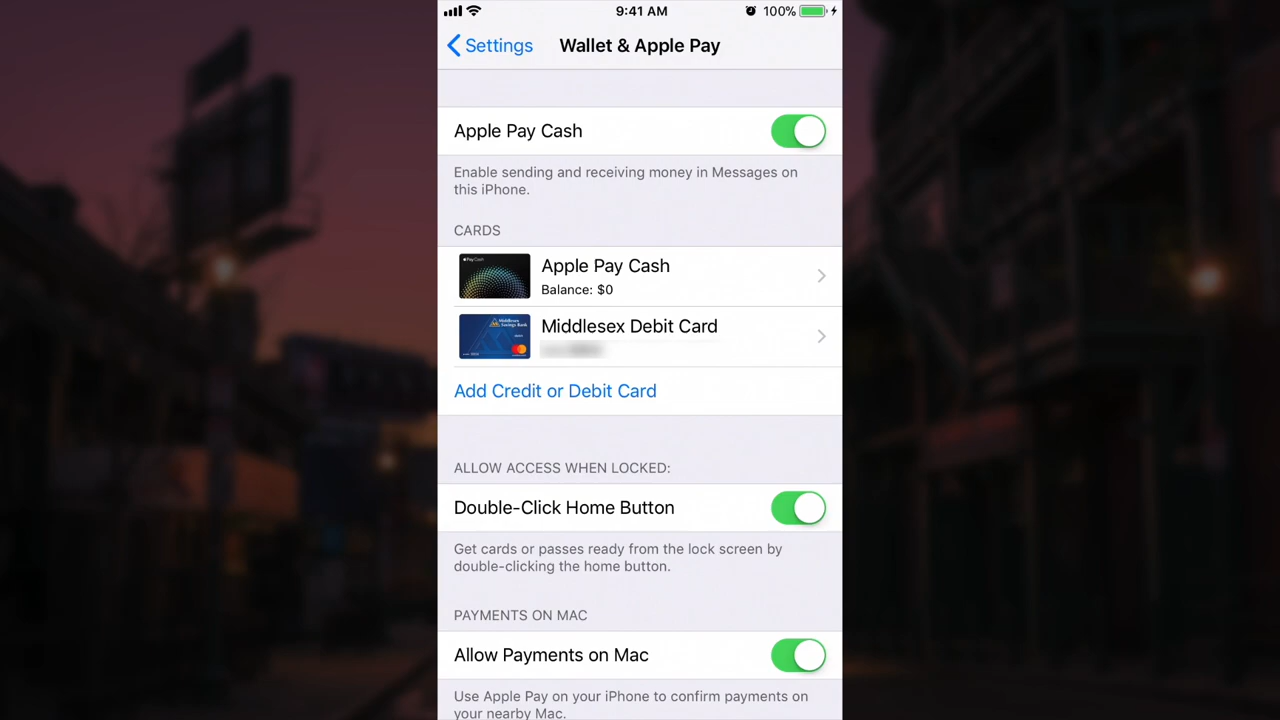 9:41 AM
100%
Settings
Wallet & Apple Pay
Apple Pay Cash
Enable sending and receiving money in Messages on
this iPhone.
CARDS
Apple Pay Cash
Balance: $0
Middlesex Debit Card
Add Credit or Debit Card
ALLOW ACCESS WHEN LOCKED:
Double-Click Home Button
Get cards or passes ready from the lock screen by
double-clicking the home button.
PAYMENTS ON MAC
Allow Payments on Mac
Use Apple Pay on your iPhone to confirm payments on
your nearby Mac.